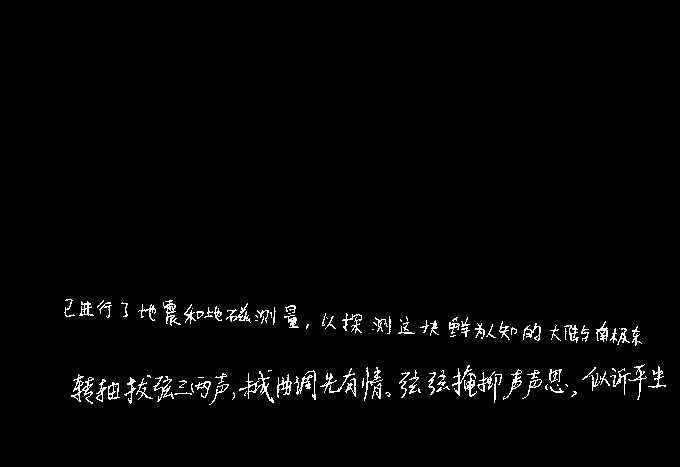 已进行了地震和地磁测量，以探测这块鲜为人知的大陆与南极东
转轴拔弦三两声，未成曲调先有情。弦弦掩抑声声思，似诉平生